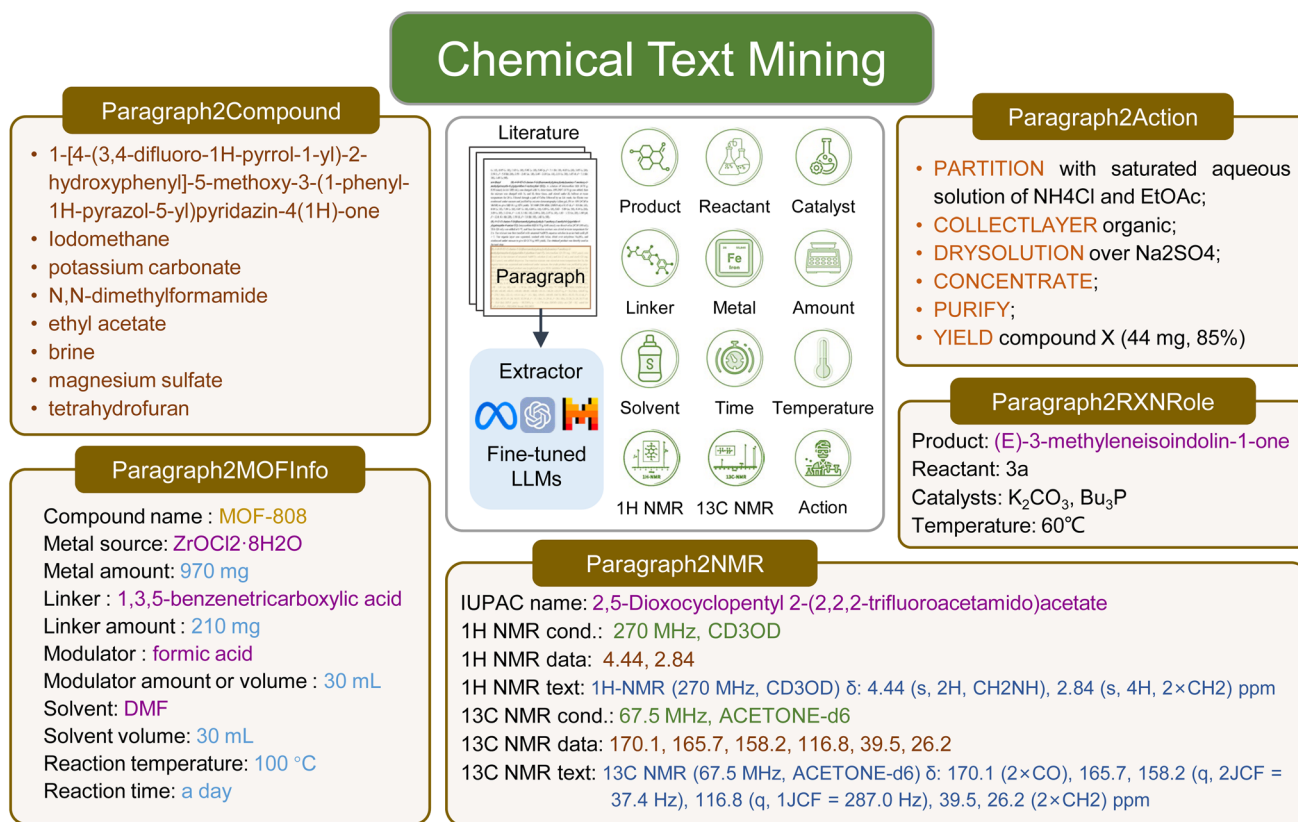 Chemical Text Mining
Paragraph2Compound
• 1-[4-(3,4-difluoro-1H-pyrrol-1-yl)-2-
hydroxyphenyl]-5-methoxy-3-(1-phenyl-
1H-pyrazol-5-yl)pyridazin-4(1H)-one
• Iodomethane
• potassium carbonate
• N,N-dimethylformamide
• ethyl acetate
• brine
• magnesium sulfate
• tetrahydrofuran
Paragraph2MOFInfo
Compound name : MOF-808
Metal source: ZrOCl2·8H2O
Metal amount: 970 mg
Linker : 1,3,5-benzenetricarboxylic acid
Linker amount : 210 mg
Modulator : formic acid
Modulator amount or volume : 30 mL
Solvent: DMF
Solvent volume: 30 mL
Reaction temperature: 100 °C
Reaction time: a day
Literature
Paragraph
Extractor
Fine-tuned
LLMs
Product
Reactant
Catalyst
Linker
Fe
Iron
Metal
Amount
S
Solvent
Time
Temperature
1H-NMR
1H NMR
13C-NMR
13C NMR
Action
Paragraph2Action
• PARTITION with saturated aqueous
solution of NH4Cl and EtOAc;
• COLLECTLAYER organic;
• DRYSOLUTION over Na2SO4;
• CONCENTRATE;
• PURIFY;
• YIELD compound X (44 mg, 85%)
Paragraph2RXNRole
Product: (E)-3-methyleneisoindolin-1-one
Reactant: 3a
Catalysts: K₂CO₃, Bu₃P
Temperature: 60℃
Paragraph2NMR
IUPAC name: 2,5-Dioxocyclopentyl 2-(2,2,2-trifluoroacetamido)acetate
1H NMR cond.: 270 MHz, CD3OD
1H NMR data: 4.44, 2.84
1H NMR text: 1H-NMR (270 MHz, CD3OD) δ: 4.44 (s, 2H, CH2NH), 2.84 (s, 4H, 2×CH2) ppm
13C NMR cond.: 67.5 MHz, ACETONE-d6
13C NMR data: 170.1, 165.7, 158.2, 116.8, 39.5, 26.2
13C NMR text: 13C NMR (67.5 MHz, ACETONE-d6) δ: 170.1 (2×CO), 165.7, 158.2 (q, 2JCF =
37.4 Hz), 116.8 (q, 1JCF = 287.0 Hz), 39.5, 26.2 (2×CH2) ppm